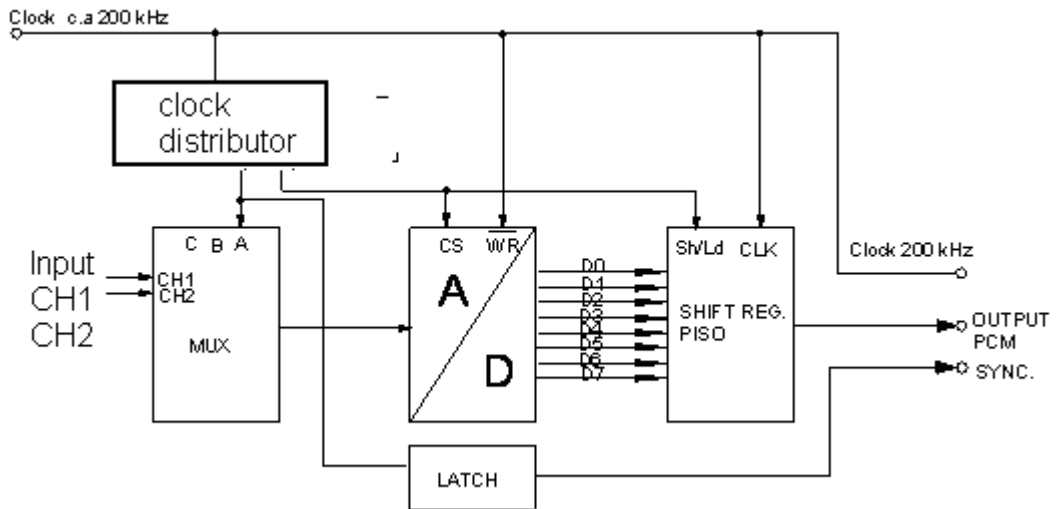 Clock c.a 200 kHz
clock
distributor
C B A
CS WR
Sh/Ld CLK
Clock 200 kHz
Input
CH1
CH2
CH1
CH2
MUX
A
D
D0
D1
D2
D3
D4
D5
D6
D7
SHIFT REG.
PISO
OUTPUT
PCM
SYNC.
LATCH